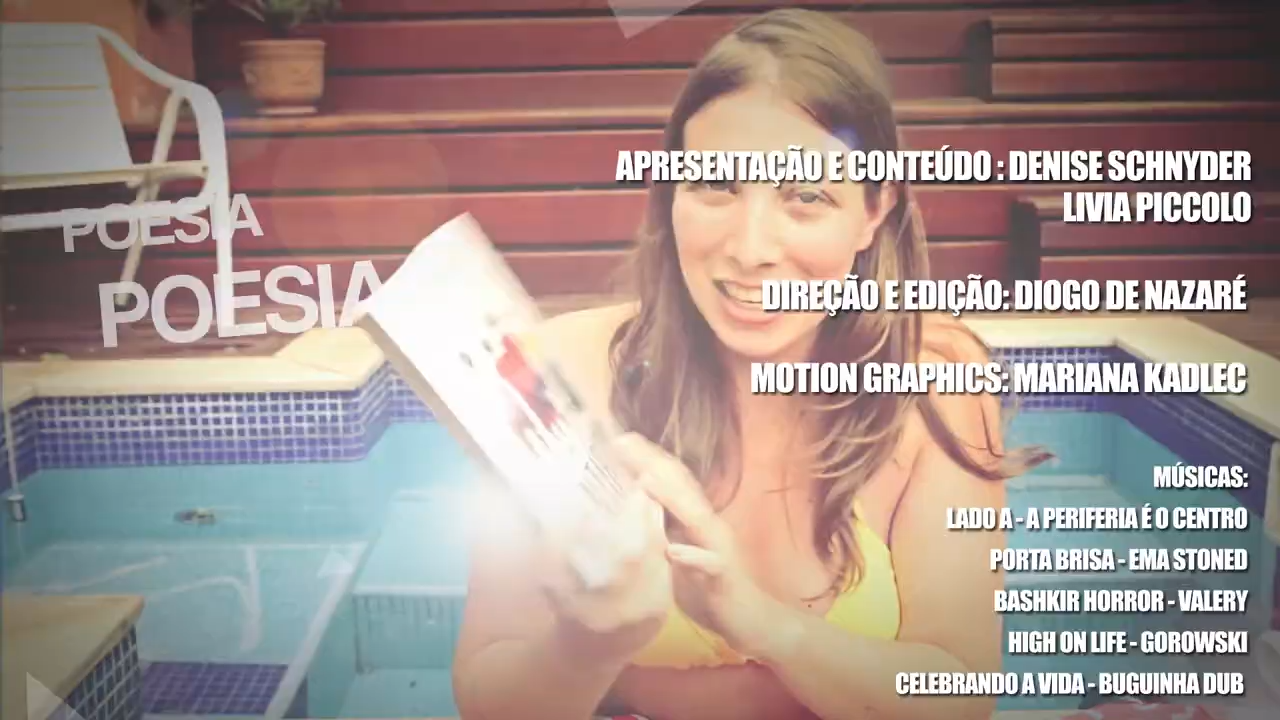 POESIA
POESIA
APRESENTAÇÃO E CONTEÚDO : DENISE SCHNYDER
LIVIA PICCOLO
DIREÇÃO E EDIÇÃO: DIOGO DE NAZARÉ
MOTION GRAPHICS: MARIANA KADLEC
MÚSICAS:
LADO A - A PERIFERIA É O CENTRO
PORTA BRISA - EMA STONED
BASHKIR HORROR - VALERY
HIGH ON LIFE - GOROWSKI
CELEBRANDO A VIDA - BUGUINHA DUB